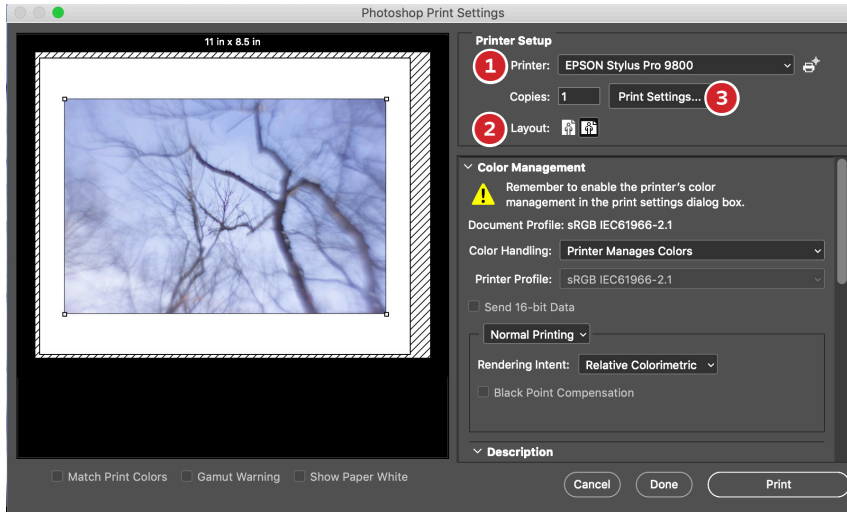 Photoshop Print Settings
11 in x 8.5 in
Printer Setup
1 Printer: EPSON Stylus Pro 9800
Copies: 1 Print Settings... 3
2 Layout:
Color Management
Remember to enable the printer's color
management in the print settings dialog box.
Document Profile: sRGB IEC61966-2.1
Color Handling: Printer Manages Colors
Printer Profile: sRGB IEC61966-2.1
Send 16-bit Data
Normal Printing
Rendering Intent: Relative Colorimetric
Black Point Compensation
Description
Match Print Colors Gamut Warning Show Paper White
Cancel Done Print